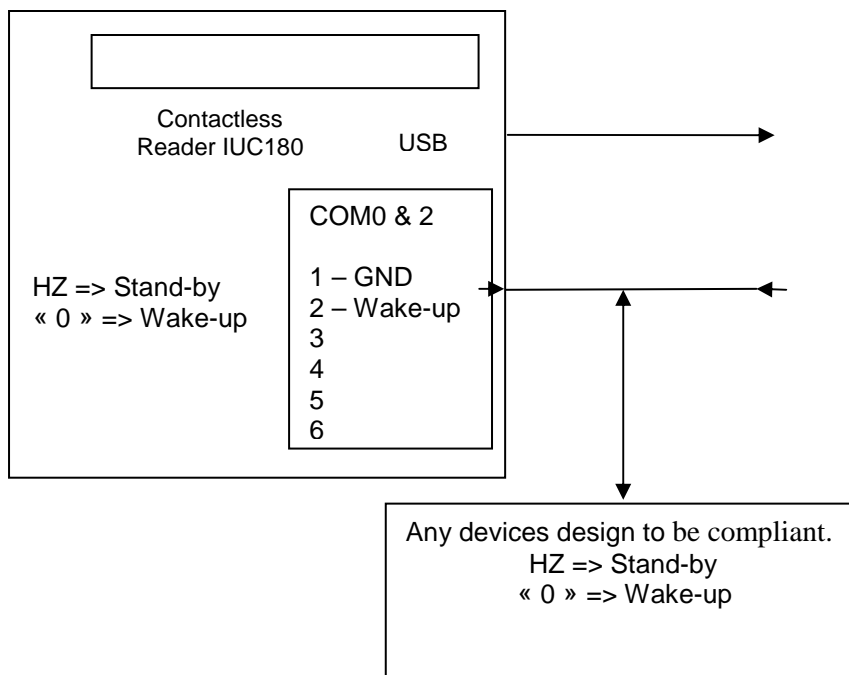 Contactless
Reader IUC180
USB
COM0 & 2
1 – GND
2 – Wake-up
3
4
5
6
HZ => Stand-by
« 0 » => Wake-up
Any devices design to be compliant.
HZ => Stand-by
« 0 » => Wake-up